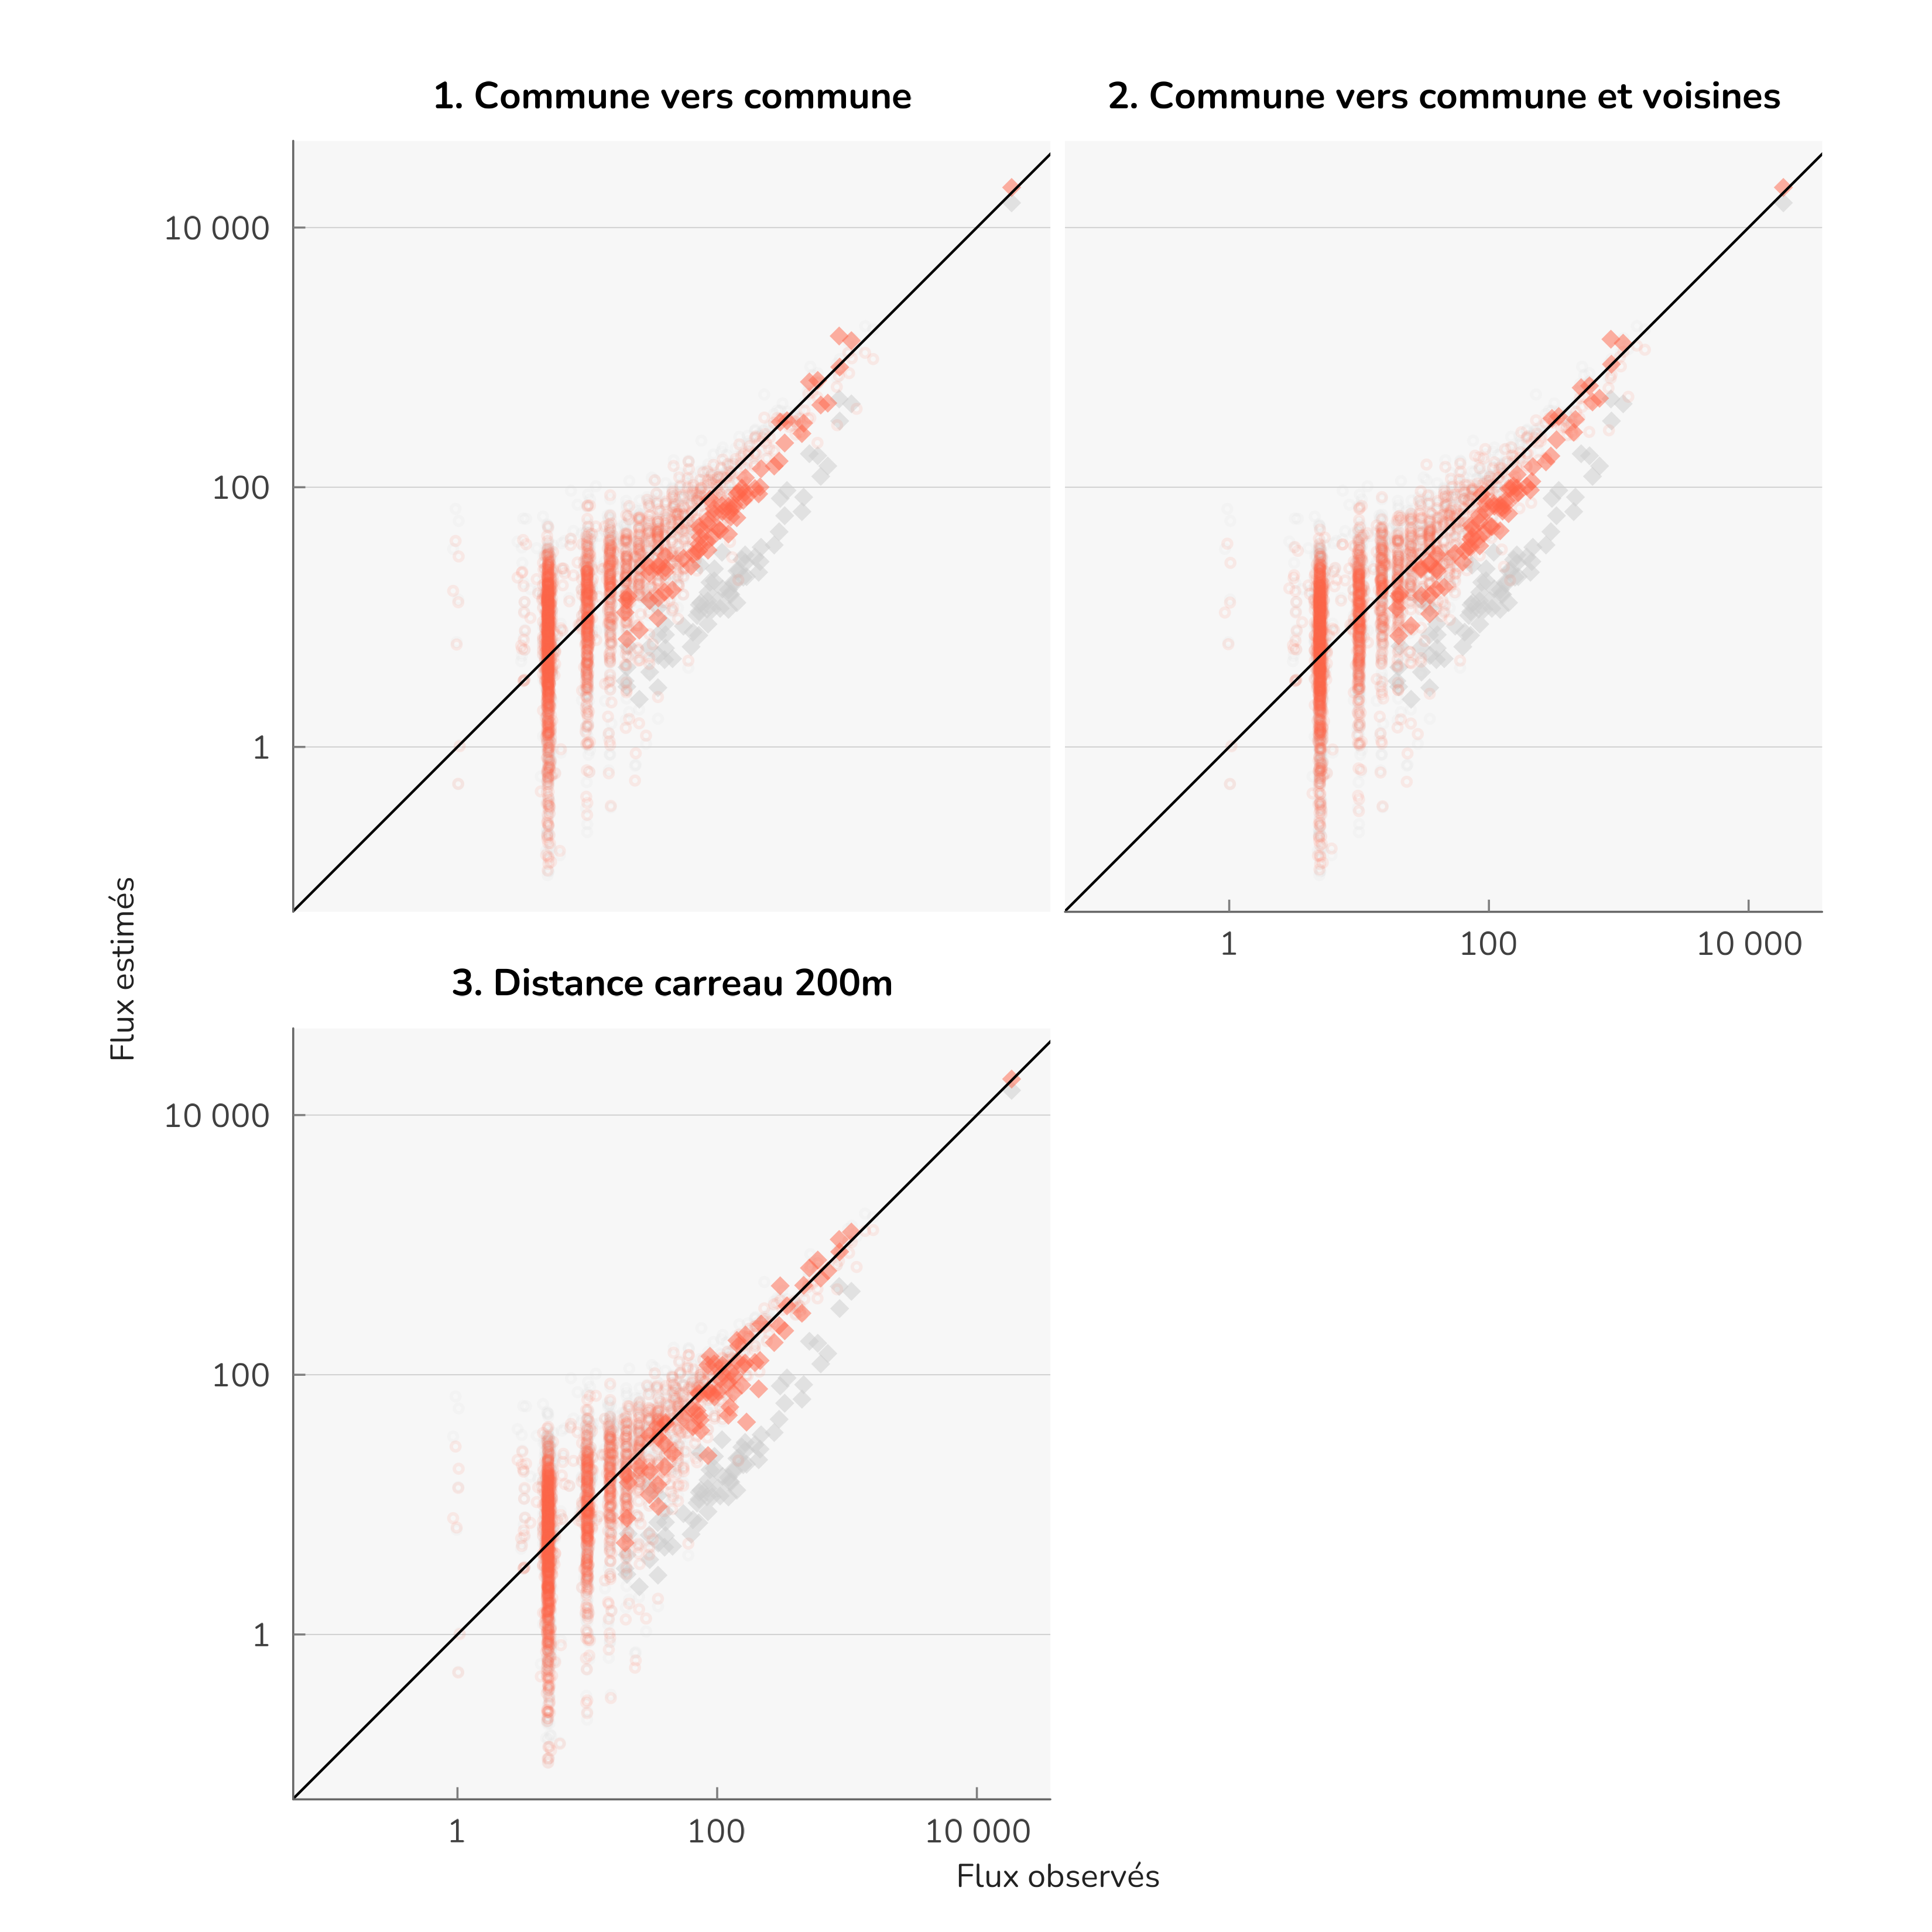 1. Commune vers commune
2. Commune vers commune et voisines
10 000
100
1
1
100
10 000
Flux estimés
3. Distance carreau 200m
10 000
100
1
1
100
10 000
Flux observés